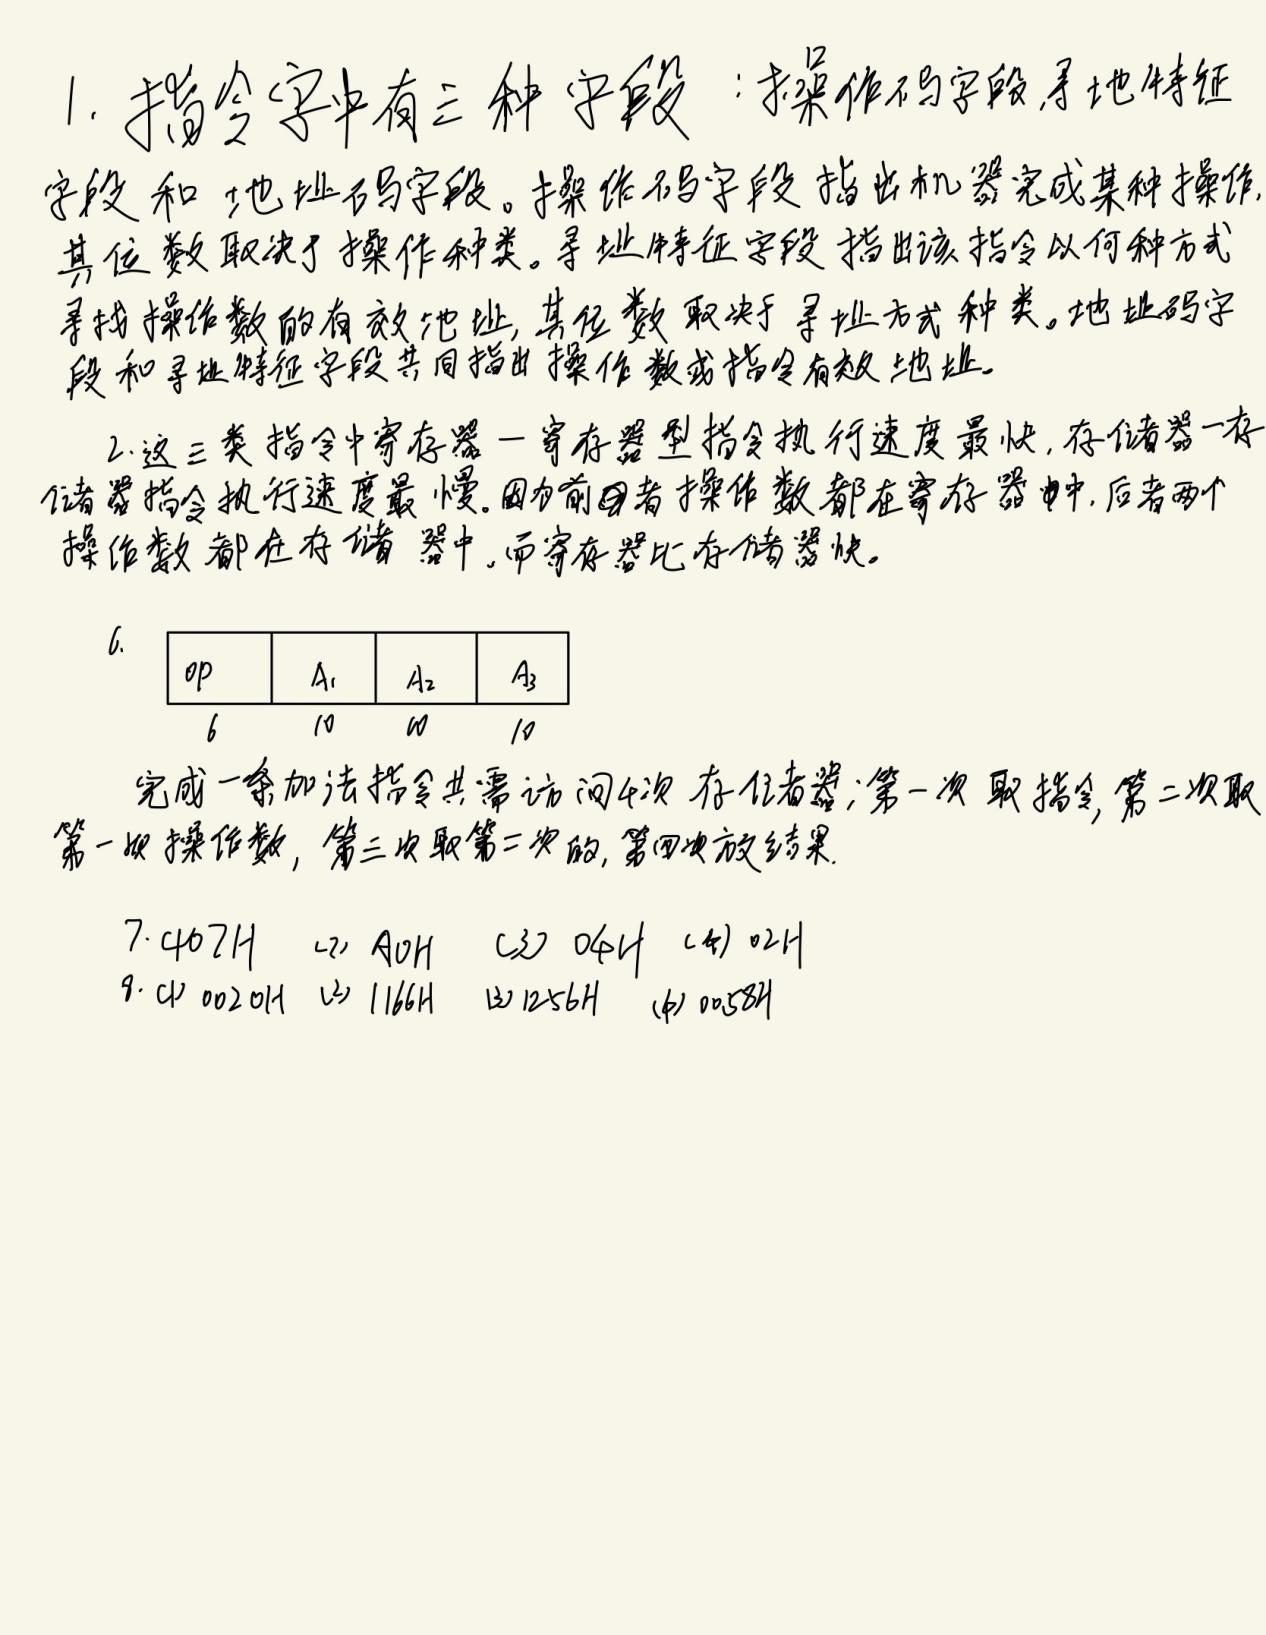 1. 指令字中有三种字段：操作码字段,寻地特征
字段和地址码字段。操作码字段指出机器完成某种操作,
其位数取决于操作种类。寻址特征字段指出该指令以何种方式
寻找操作数的有效地址,其位数取决于寻址方式种类。地址码字
段和寻址特征字段共同指出操作数或指令有效地址。
2.这三类指令中寄存器一寄存器型指令执行速度最快,存储器一存
储器指令执行速度最慢。因为前者操作数都在寄存器中,后者两个
操作数都在存储器中,而寄存器比存储器快。
6.
OP A₁ A₂ A₃
6 10 10 10
完成一条加法指令共需访问4次存储器;第一次取指令,第二次取
第一次操作数,第三次取第二次的,第四次放结果.
7. C407H (2) A0H (3) 04H (4) 02H
8. (1) 0020H (2) 1166H (3) 1256H (4) 0058H